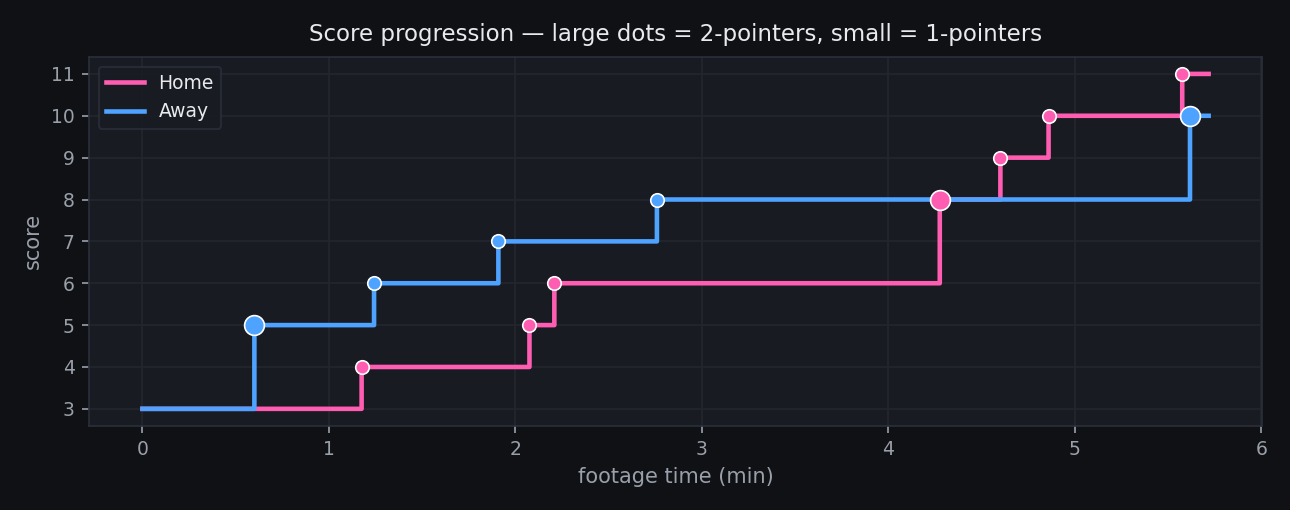 Score progression — large dots = 2-pointers, small = 1-pointers
Home
Away
11
10
9
8
7
6
5
4
3
score
0 1 2 3 4 5 6
footage time (min)